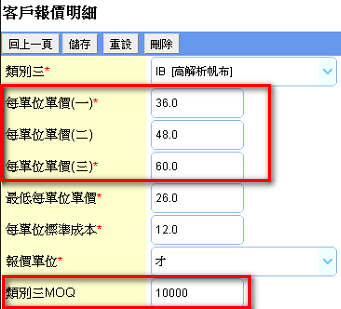 客戶報價明細
回上一頁 儲存 重設 刪除
類別三* IB [高解析帆布]
每單位單價(一)* 36.0
每單位單價(二) 48.0
每單位單價(三)* 60.0
最低每單位單價* 26.0
每單位標準成本* 12.0
報價單位* 才
類別三MOQ 10000